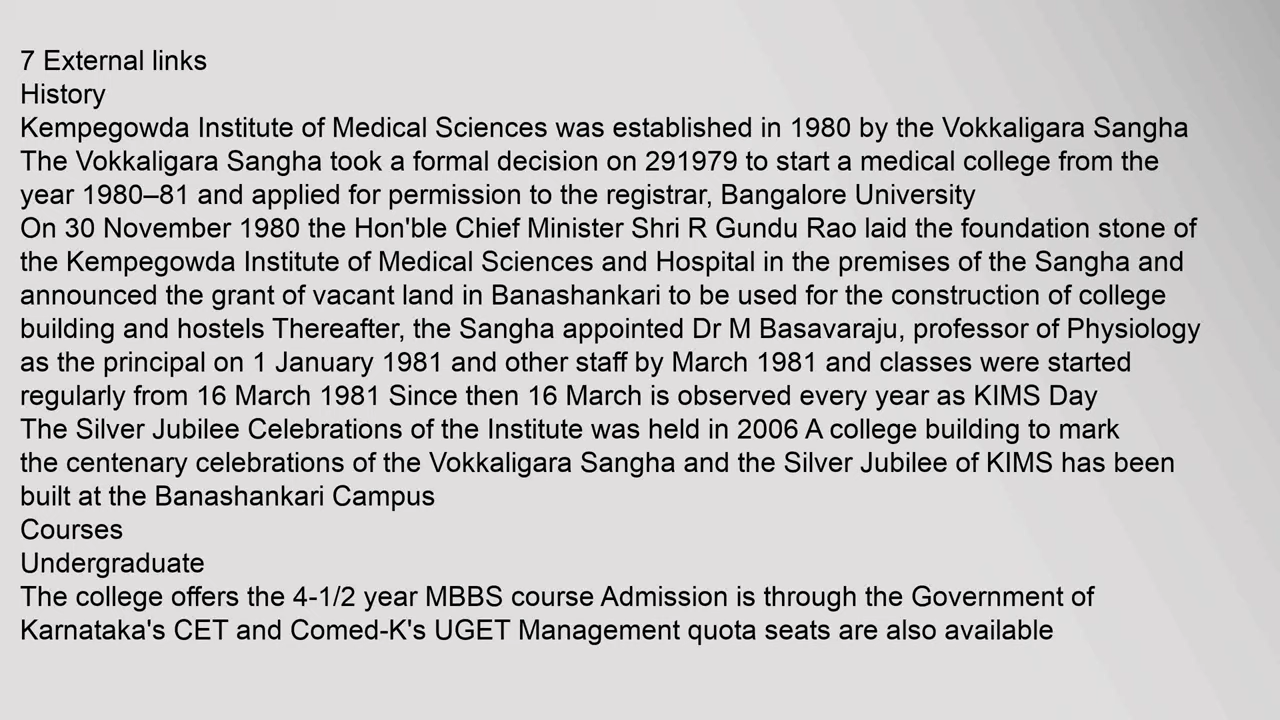 7 External links
History
Kempegowda Institute of Medical Sciences was established in 1980 by the Vokkaligara Sangha
The Vokkaligara Sangha took a formal decision on 291979 to start a medical college from the
year 1980–81 and applied for permission to the registrar, Bangalore University
On 30 November 1980 the Hon'ble Chief Minister Shri R Gundu Rao laid the foundation stone of
the Kempegowda Institute of Medical Sciences and Hospital in the premises of the Sangha and
announced the grant of vacant land in Banashankari to be used for the construction of college
building and hostels Thereafter, the Sangha appointed Dr M Basavaraju, professor of Physiology
as the principal on 1 January 1981 and other staff by March 1981 and classes were started
regularly from 16 March 1981 Since then 16 March is observed every year as KIMS Day
The Silver Jubilee Celebrations of the Institute was held in 2006 A college building to mark
the centenary celebrations of the Vokkaligara Sangha and the Silver Jubilee of KIMS has been
built at the Banashankari Campus
Courses
Undergraduate
The college offers the 4-1/2 year MBBS course Admission is through the Government of
Karnataka's CET and Comed-K's UGET Management quota seats are also available